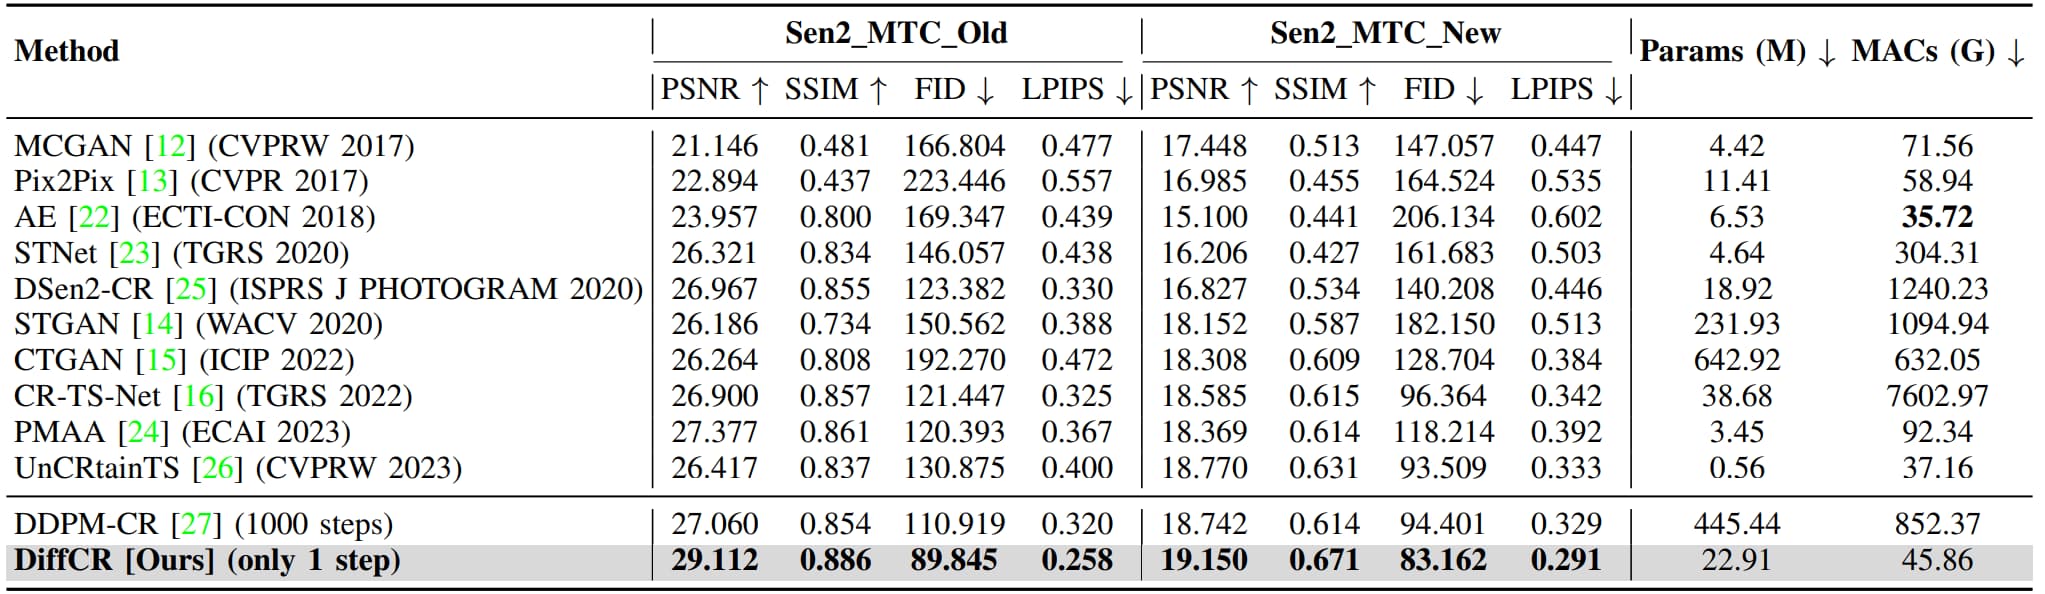 Method Sen2_MTC_Old Sen2_MTC_New Params (M) ↓ MACs (G) ↓
PSNR ↑ SSIM ↑ FID ↓ LPIPS ↓ PSNR ↑ SSIM ↑ FID ↓ LPIPS ↓
MCGAN [12] (CVPRW 2017) 21.146 0.481 166.804 0.477 17.448 0.513 147.057 0.447 4.42 71.56
Pix2Pix [13] (CVPR 2017) 22.894 0.437 223.446 0.557 16.985 0.455 164.524 0.535 11.41 58.94
AE [22] (ECTI-CON 2018) 23.957 0.800 169.347 0.439 15.100 0.441 206.134 0.602 6.53 35.72
STNet [23] (TGRS 2020) 26.321 0.834 146.057 0.438 16.206 0.427 161.683 0.503 4.64 304.31
DSen2-CR [25] (ISPRS J PHOTOGRAM 2020) 26.967 0.855 123.382 0.330 16.827 0.534 140.208 0.446 18.92 1240.23
STGAN [14] (WACV 2020) 26.186 0.734 150.562 0.388 18.152 0.587 182.150 0.513 231.93 1094.94
CTGAN [15] (ICIP 2022) 26.264 0.808 192.270 0.472 18.308 0.609 128.704 0.384 642.92 632.05
CR-TS-Net [16] (TGRS 2022) 26.900 0.857 121.447 0.325 18.585 0.615 96.364 0.342 38.68 7602.97
PMAA [24] (ECAI 2023) 27.377 0.861 120.393 0.367 18.369 0.614 118.214 0.392 3.45 92.34
UnCRtainTS [26] (CVPRW 2023) 26.417 0.837 130.875 0.400 18.770 0.631 93.509 0.333 0.56 37.16
DDPM-CR [27] (1000 steps) 27.060 0.854 110.919 0.320 18.742 0.614 94.401 0.329 445.44 852.37
DiffCR [Ours] (only 1 step) 29.112 0.886 89.845 0.258 19.150 0.671 83.162 0.291 22.91 45.86